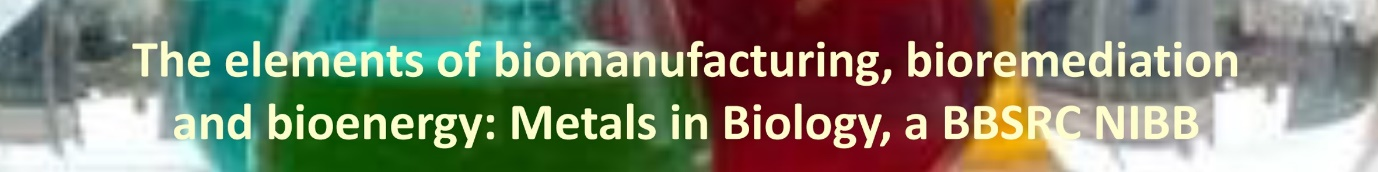 The elements of biomanufacturing, bioremediation
and bioenergy: Metals in Biology, a BBSRC NIBB